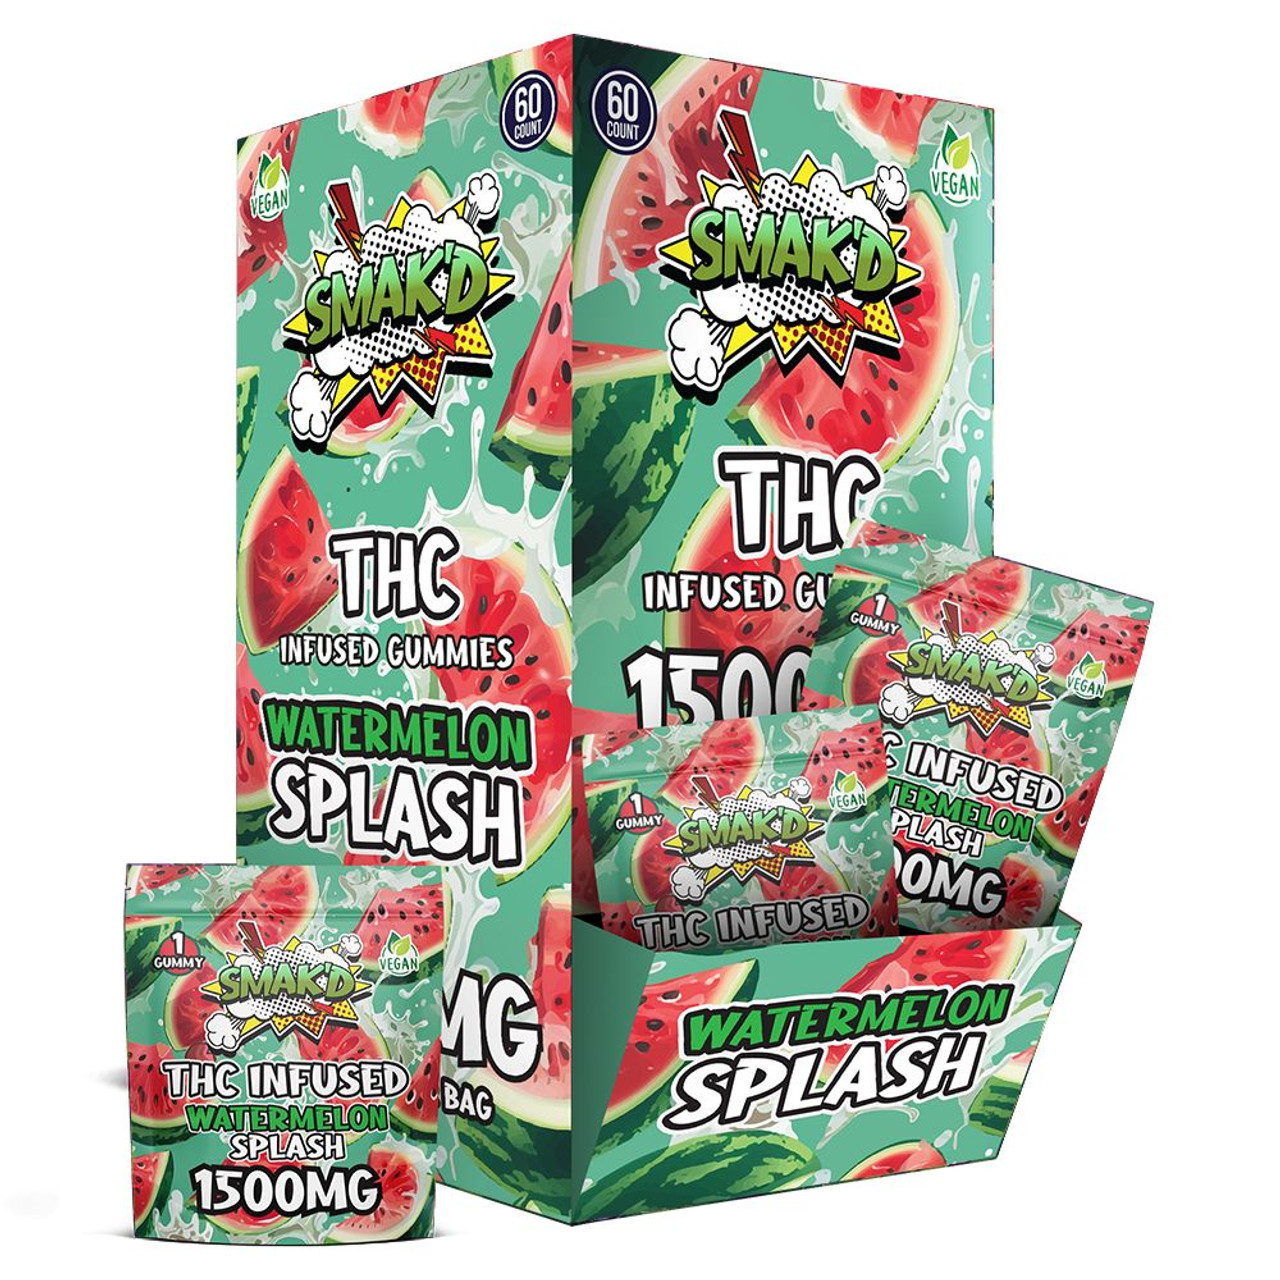 60
COUNT
VEGAN
SMAK'D
THC
INFUSED GUMMIES
WATERMELON
SPLASH
MG
BAG
60
COUNT
VEGAN
SMAK'D
THC
INFUSED GU
1500
1
GUMMY
SMAK'D
VEGAN
C INFUSED
TERMELON
PLASH
00MG
1
GUMMY
SMAK'D
VEGAN
THC INFUSED
WATERMELON
SPLASH
1
GUMMY
SMAK'D
VEGAN
THC INFUSED
WATERMELON
SPLASH
1500MG